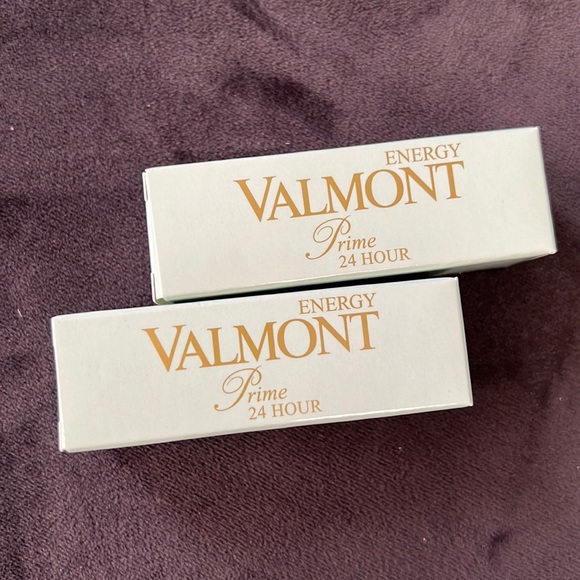 ENERGY
VALMONT
Prime
24 HOUR
ENERGY
VALMONT
Prime
24 HOUR